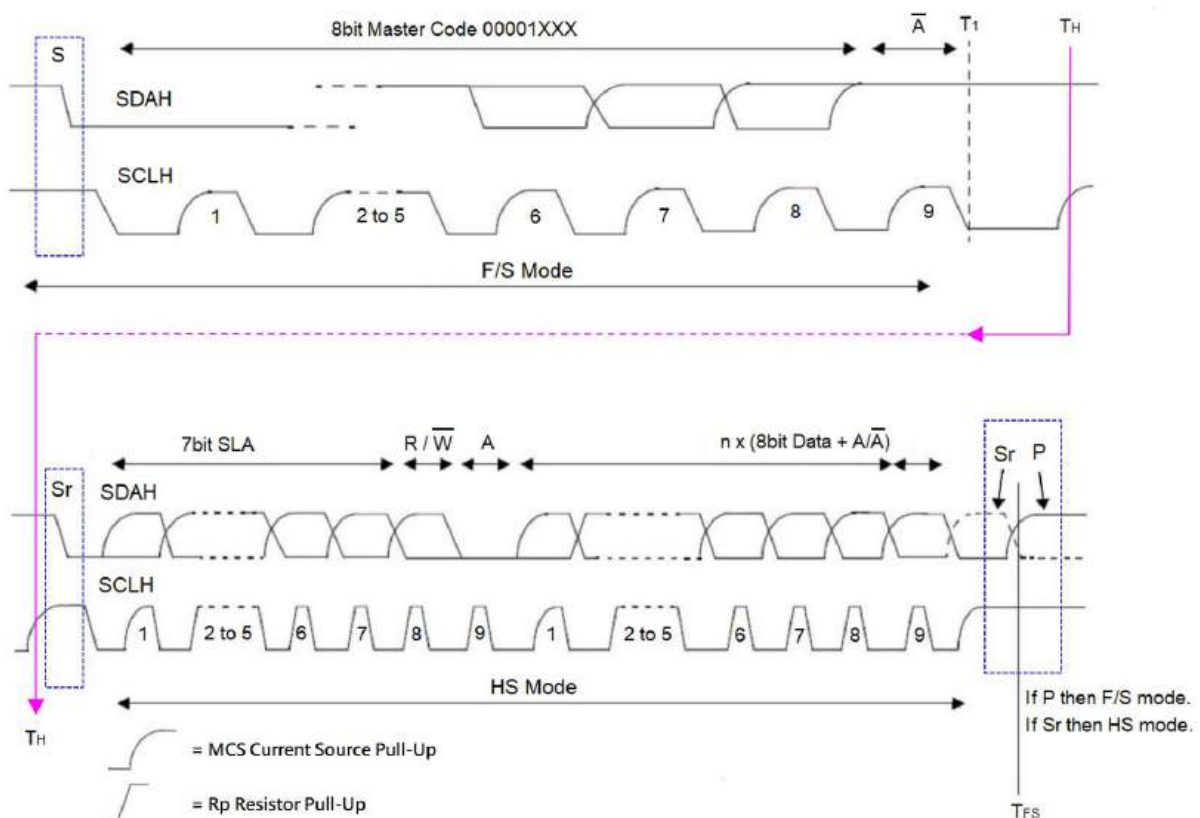 8bit Master Code 00001XXX
A̅
T1
TH
S
SDAH
SCLH
1
2 to 5
6
7
8
9
F/S Mode
7bit SLA
R / W̅
A
n x (8bit Data + A/A̅)
Sr
P
Sr
SDAH
SCLH
1
2 to 5
6
7
8
9
1
2 to 5
6
7
8
9
HS Mode
If P then F/S mode.
If Sr then HS mode.
TH
= MCS Current Source Pull-Up
= Rp Resistor Pull-Up
TFS